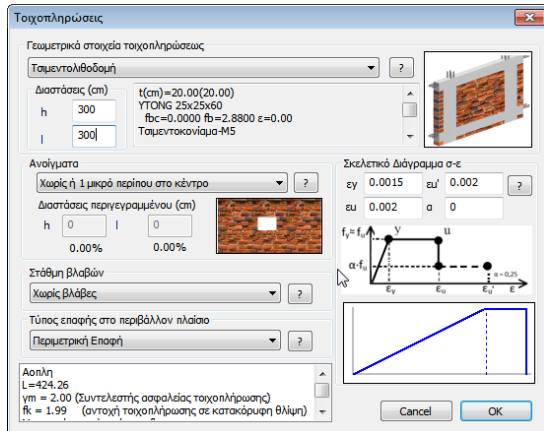 Τοιχοπληρώσεις
Γεωμετρικά στοιχεία τοιχοπληρώσεως
Τσιμεντολιθοδομή
?
Διαστάσεις (cm)
h 300
l 300
t(cm)=20.00(20.00)
YTONG 25x25x60
fbc=0.0000 fb=2.8800 ε=0.00
Τσιμεντοκονίαμα-M5
Ανοίγματα
Χωρίς ή 1 μικρό περίπου στο κέντρο
?
Διαστάσεις περιγεγραμμένου (cm)
h 0 l 0
0.00% 0.00%
Στάθμη βλαβών
Χωρίς βλάβες
?
Τύπος επαφής στο περιβάλλον πλαίσιο
Περιμετρική Επαφή
?
Αοπλη
L=424.26
γm = 2.00 (Συντελεστής ασφαλείας τοιχοπλήρωσης)
fk = 1.99 (αντοχή τοιχοπλήρωσης σε κατακόρυφη θλίψη)
Σκελετικό Διάγραμμα σ-ε
εy 0.0015 εu' 0.002
?
εu 0.002 α 0
fy≈fu y u
α·fu α=0,25
εy εu εu' ε
Cancel OK